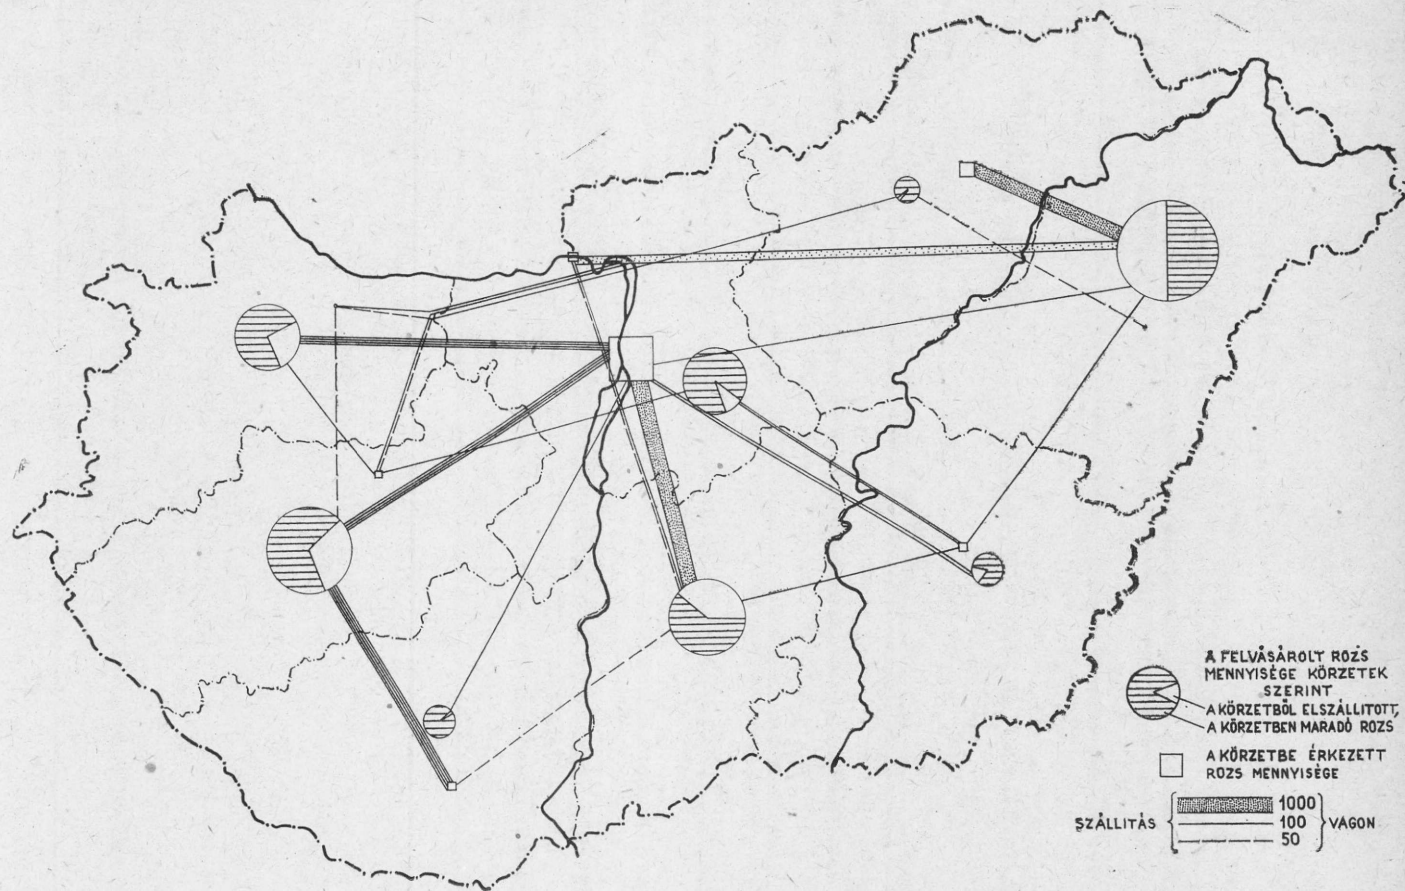 A FELVÁSÁROLT ROZS
MENNYISÉGE KÖRZETEK
SZERINT
A KÖRZETBŐL ELSZÁLLITOTT,
A KÖRZETBEN MARADÓ ROZS
A KÖRZETBE ÉRKEZETT
ROZS MENNYISÉGE
1000
SZÁLLITÁS 100 VAGON
50